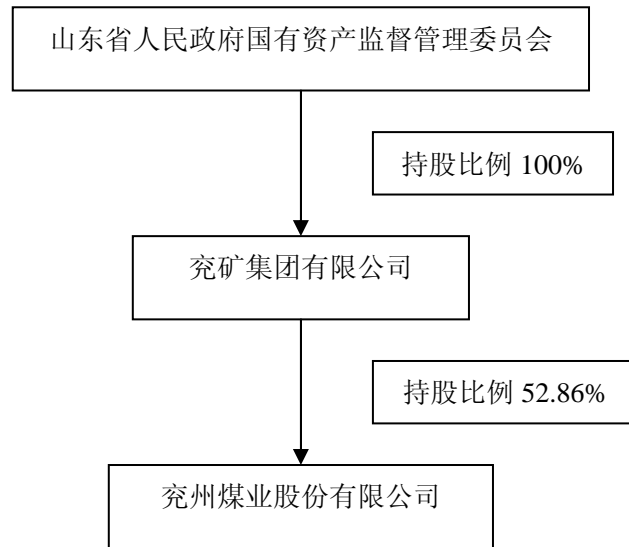 山东省人民政府国有资产监督管理委员会
持股比例 100%
兖矿集团有限公司
持股比例 52.86%
兖州煤业股份有限公司